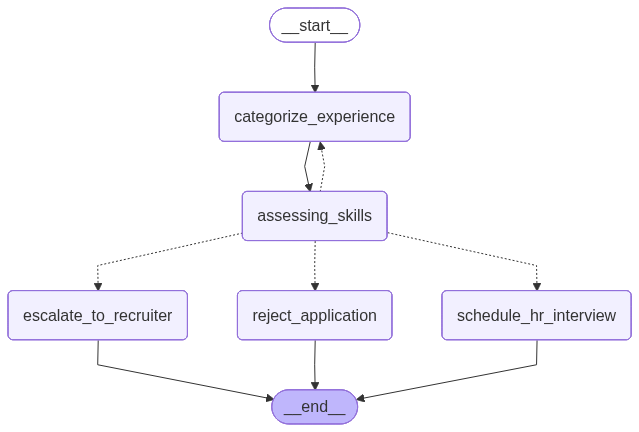 __start__
categorize_experience
assessing_skills
escalate_to_recruiter
reject_application
schedule_hr_interview
__end__